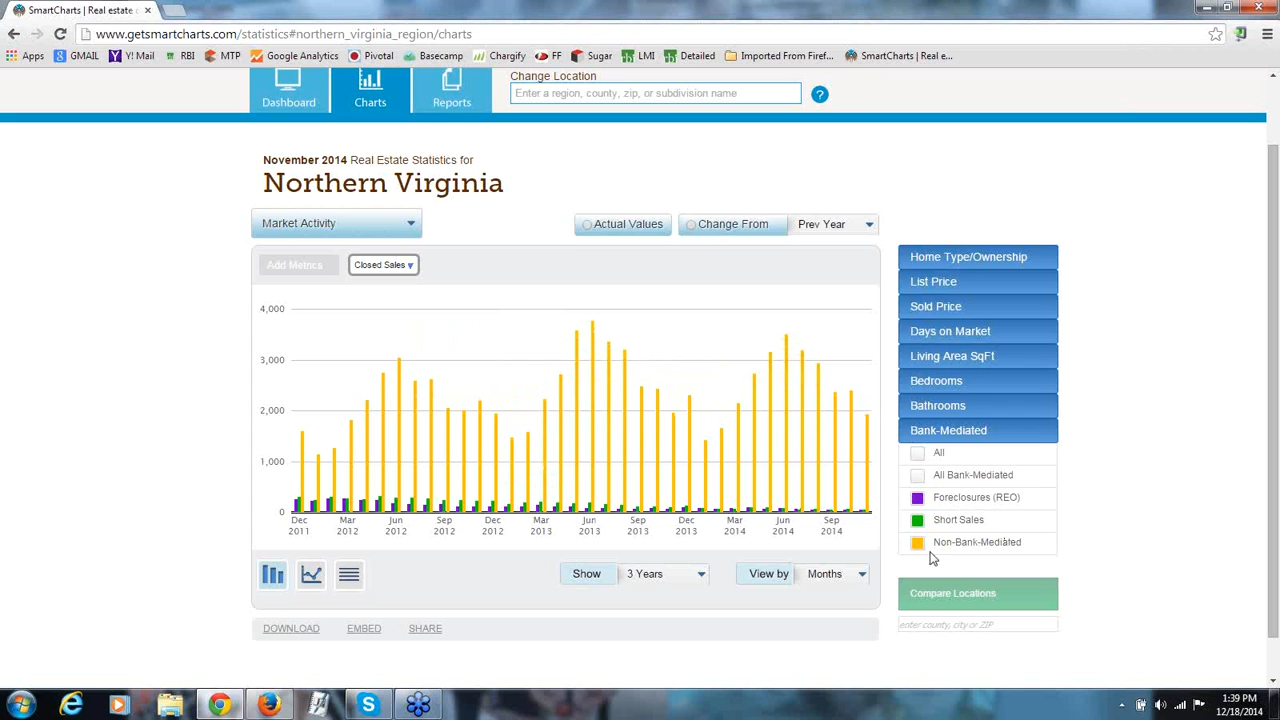 SmartCharts | Real estate
www.getsmartcharts.com/statistics#northern_virginia_region/charts
Apps GMAIL Y! Mail RBI MTP Google Analytics Pivotal Basecamp Chargify FF Sugar LMI Detailed Imported From Firef... SmartCharts | Real e...
Dashboard Charts Reports
Change Location
Enter a region, county, zip, or subdivision name ?
November 2014 Real Estate Statistics for
Northern Virginia
Market Activity Actual Values Change From Prev Year
Add Metrics Closed Sales
4,000
3,000
2,000
1,000
0
Dec Mar Jun Sep Dec Mar Jun Sep Dec Mar Jun Sep
2011 2012 2012 2012 2012 2013 2013 2013 2013 2014 2014 2014
Show 3 Years View by Months
DOWNLOAD EMBED SHARE
Home Type/Ownership
List Price
Sold Price
Days on Market
Living Area SqFt
Bedrooms
Bathrooms
Bank-Mediated
All
All Bank-Mediated
Foreclosures (REO)
Short Sales
Non-Bank-Mediated
Compare Locations
enter county, city or ZIP
1:39 PM
12/18/2014